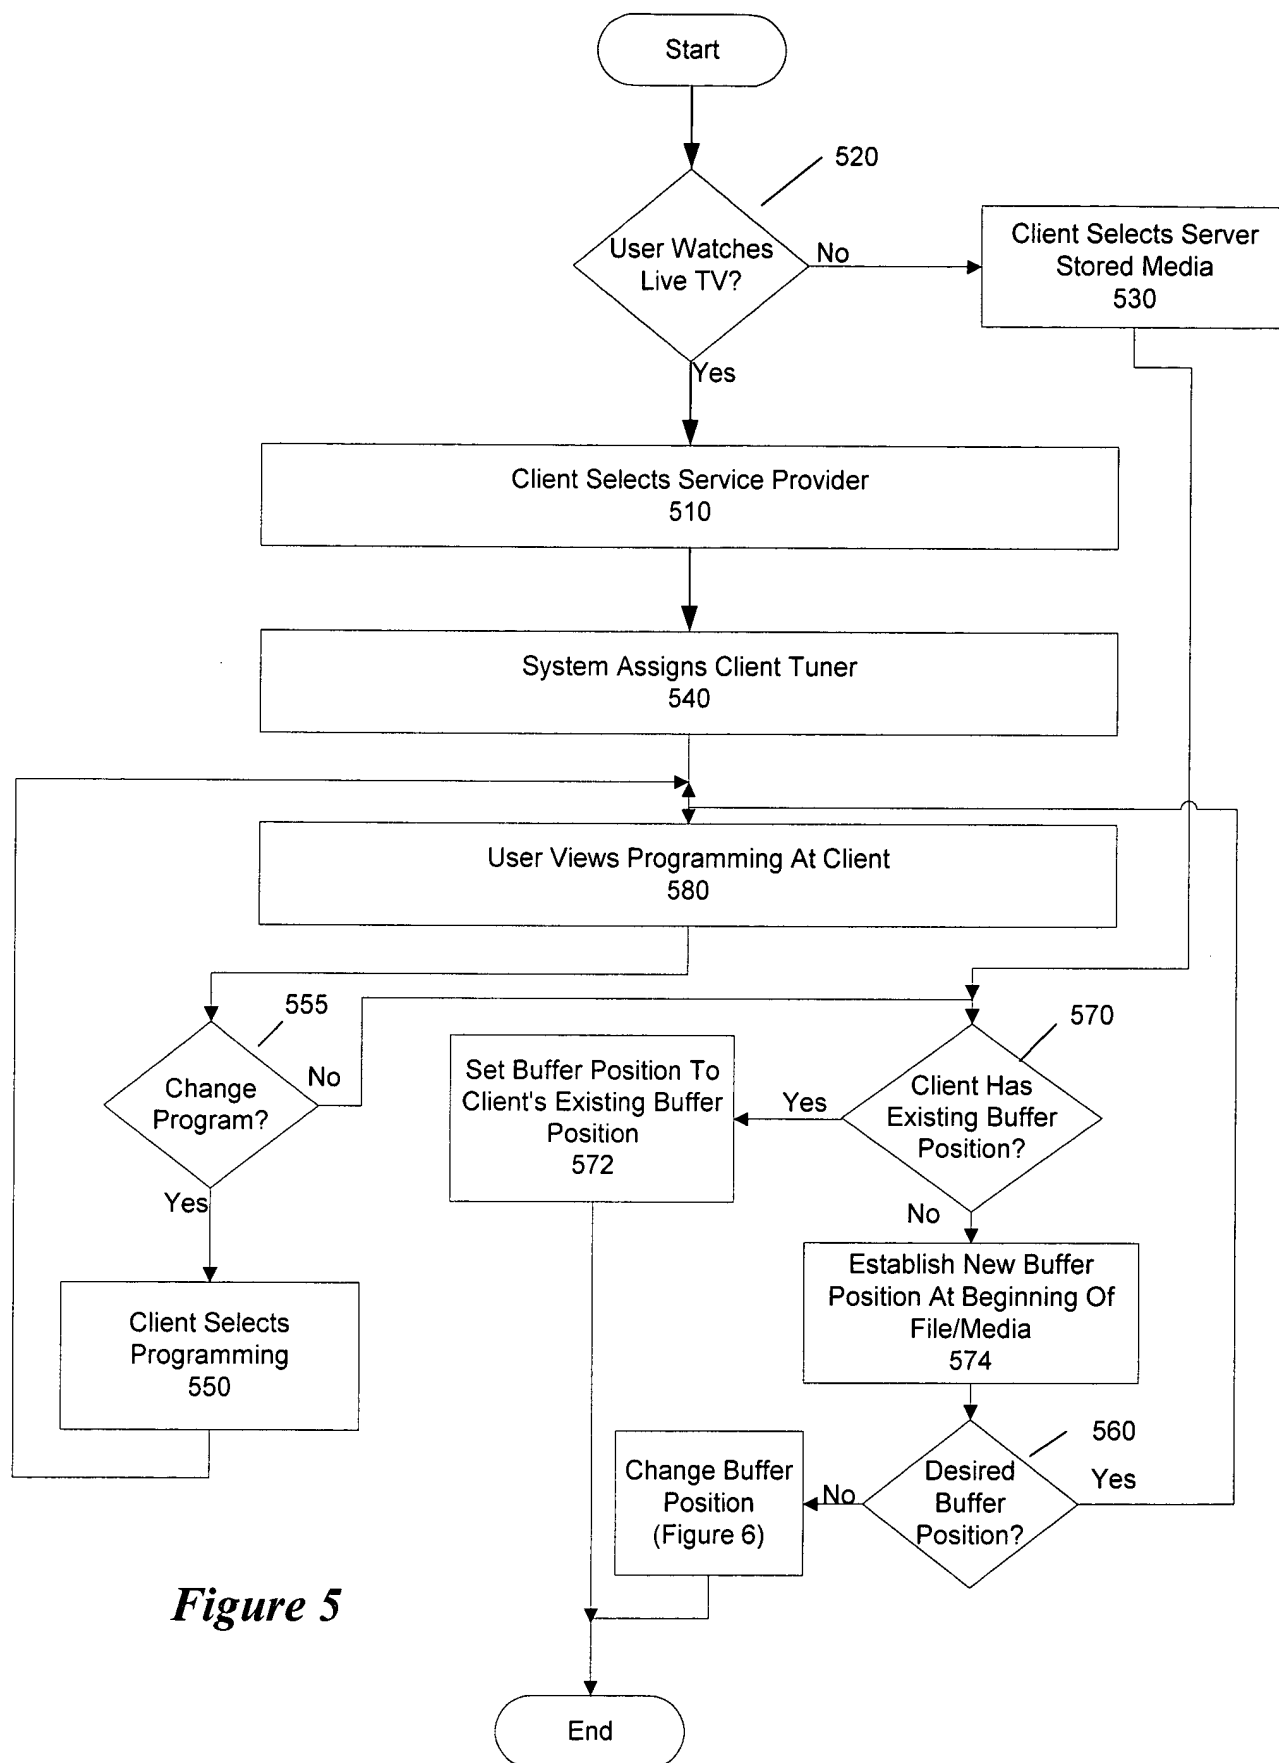 Start
520
User Watches
Live TV?
No
Client Selects Server
Stored Media
530
Yes
Client Selects Service Provider
510
System Assigns Client Tuner
540
User Views Programming At Client
580
555
Change
Program?
No
Yes
570
Client Has
Existing Buffer
Position?
Yes
Set Buffer Position To
Client's Existing Buffer
Position
572
No
Establish New Buffer
Position At Beginning Of
File/Media
574
Client Selects
Programming
550
560
Desired
Buffer
Position?
Yes
No
Change Buffer
Position
(Figure 6)
Figure 5
End